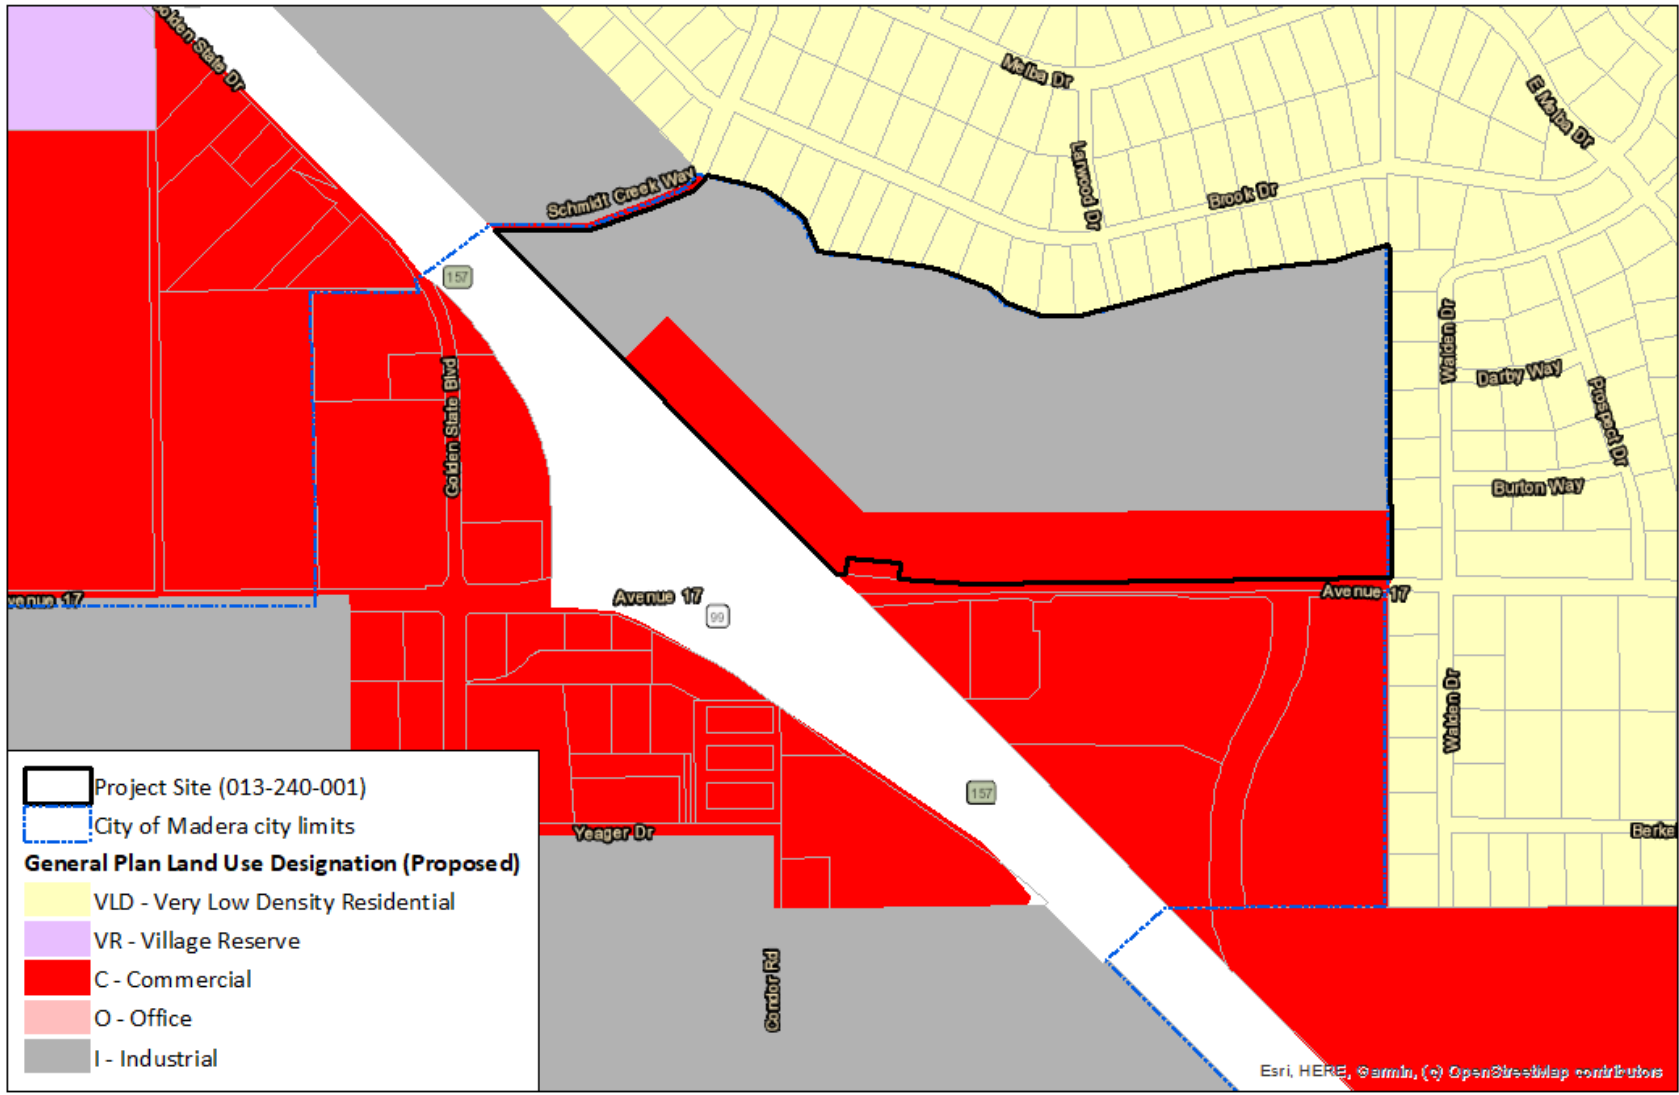 Golden State Dr
Melba Dr
E Melba Dr
Larwood Dr
Schmidt Creek Way
Brook Dr
157
Walden Dr
Darby Way
Prospect Dr
Golden State Blvd
Burton Way
venue 17
Avenue 17
99
Avenue 17
Walden Dr
157
Yeager Dr
Berke
Condor Rd
Project Site (013-240-001)
City of Madera city limits
General Plan Land Use Designation (Proposed)
VLD - Very Low Density Residential
VR - Village Reserve
C - Commercial
O - Office
I - Industrial
Esri, HERE, Garmin, (c) OpenStreetMap contributors